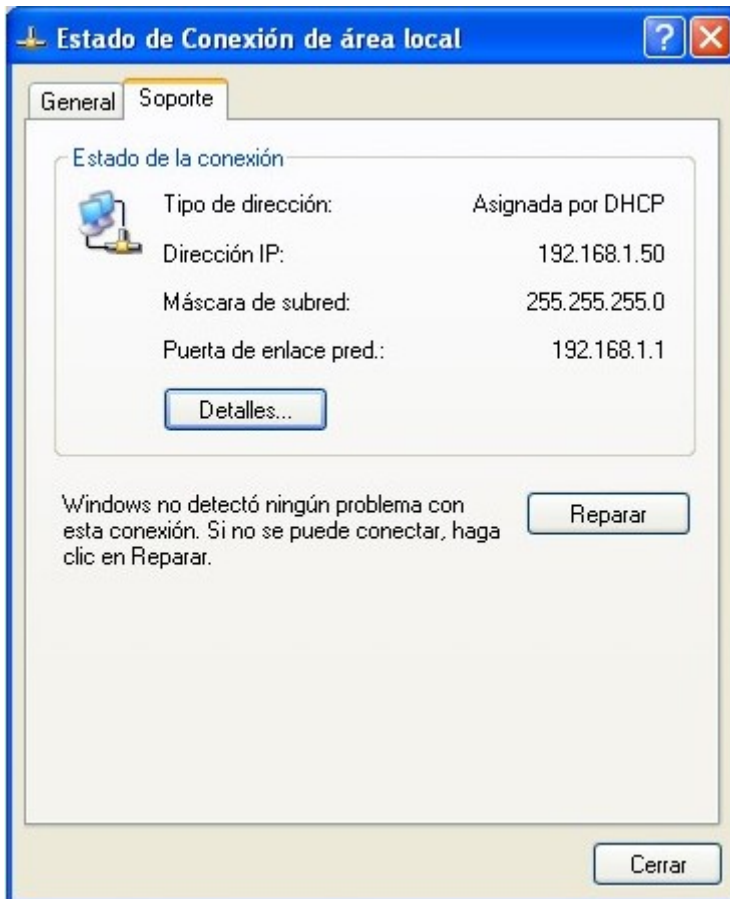 Estado de Conexión de área local
General
Soporte
Estado de la conexión
Tipo de dirección: Asignada por DHCP
Dirección IP: 192.168.1.50
Máscara de subred: 255.255.255.0
Puerta de enlace pred.: 192.168.1.1
Detalles...
Windows no detectó ningún problema con
esta conexión. Si no se puede conectar, haga
clic en Reparar.
Reparar
Cerrar